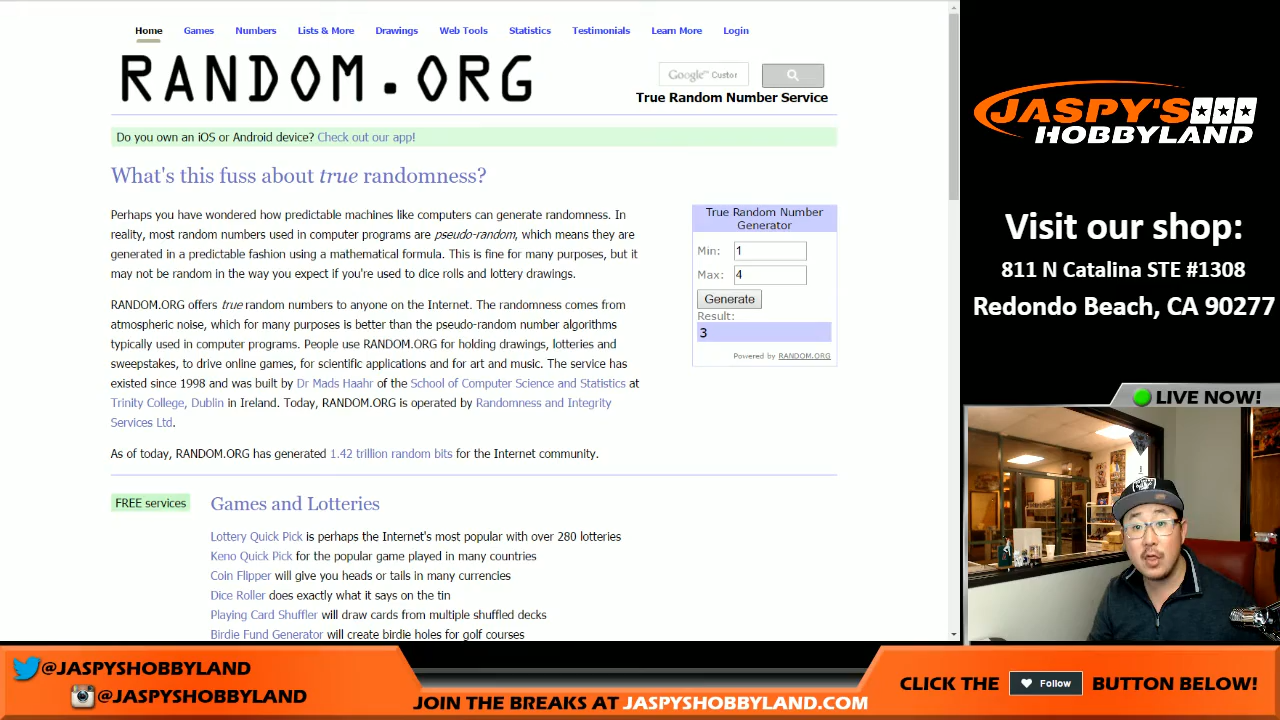 Home Games Numbers Lists & More Drawings Web Tools Statistics Testimonials Learn More Login
RANDOM.ORG
Google™ Custor
True Random Number Service
Do you own an iOS or Android device? Check out our app!
What's this fuss about true randomness?
Perhaps you have wondered how predictable machines like computers can generate randomness. In
reality, most random numbers used in computer programs are pseudo-random, which means they are
generated in a predictable fashion using a mathematical formula. This is fine for many purposes, but it
may not be random in the way you expect if you're used to dice rolls and lottery drawings.
RANDOM.ORG offers true random numbers to anyone on the Internet. The randomness comes from
atmospheric noise, which for many purposes is better than the pseudo-random number algorithms
typically used in computer programs. People use RANDOM.ORG for holding drawings, lotteries and
sweepstakes, to drive online games, for scientific applications and for art and music. The service has
existed since 1998 and was built by Dr Mads Haahr of the School of Computer Science and Statistics at
Trinity College, Dublin in Ireland. Today, RANDOM.ORG is operated by Randomness and Integrity
Services Ltd.
As of today, RANDOM.ORG has generated 1.42 trillion random bits for the Internet community.
True Random Number
Generator
Min: 1
Max: 4
Generate
Result:
3
Powered by RANDOM.ORG
FREE services
Games and Lotteries
Lottery Quick Pick is perhaps the Internet's most popular with over 280 lotteries
Keno Quick Pick for the popular game played in many countries
Coin Flipper will give you heads or tails in many currencies
Dice Roller does exactly what it says on the tin
Playing Card Shuffler will draw cards from multiple shuffled decks
Birdie Fund Generator will create birdie holes for golf courses
JASPY'S
HOBBYLAND
Visit our shop:
811 N Catalina STE #1308
Redondo Beach, CA 90277
LIVE NOW!
@JASPYSHOBBYLAND
@JASPYSHOBBYLAND
JOIN THE BREAKS AT JASPYSHOBBYLAND.COM
CLICK THE Follow BUTTON BELOW!